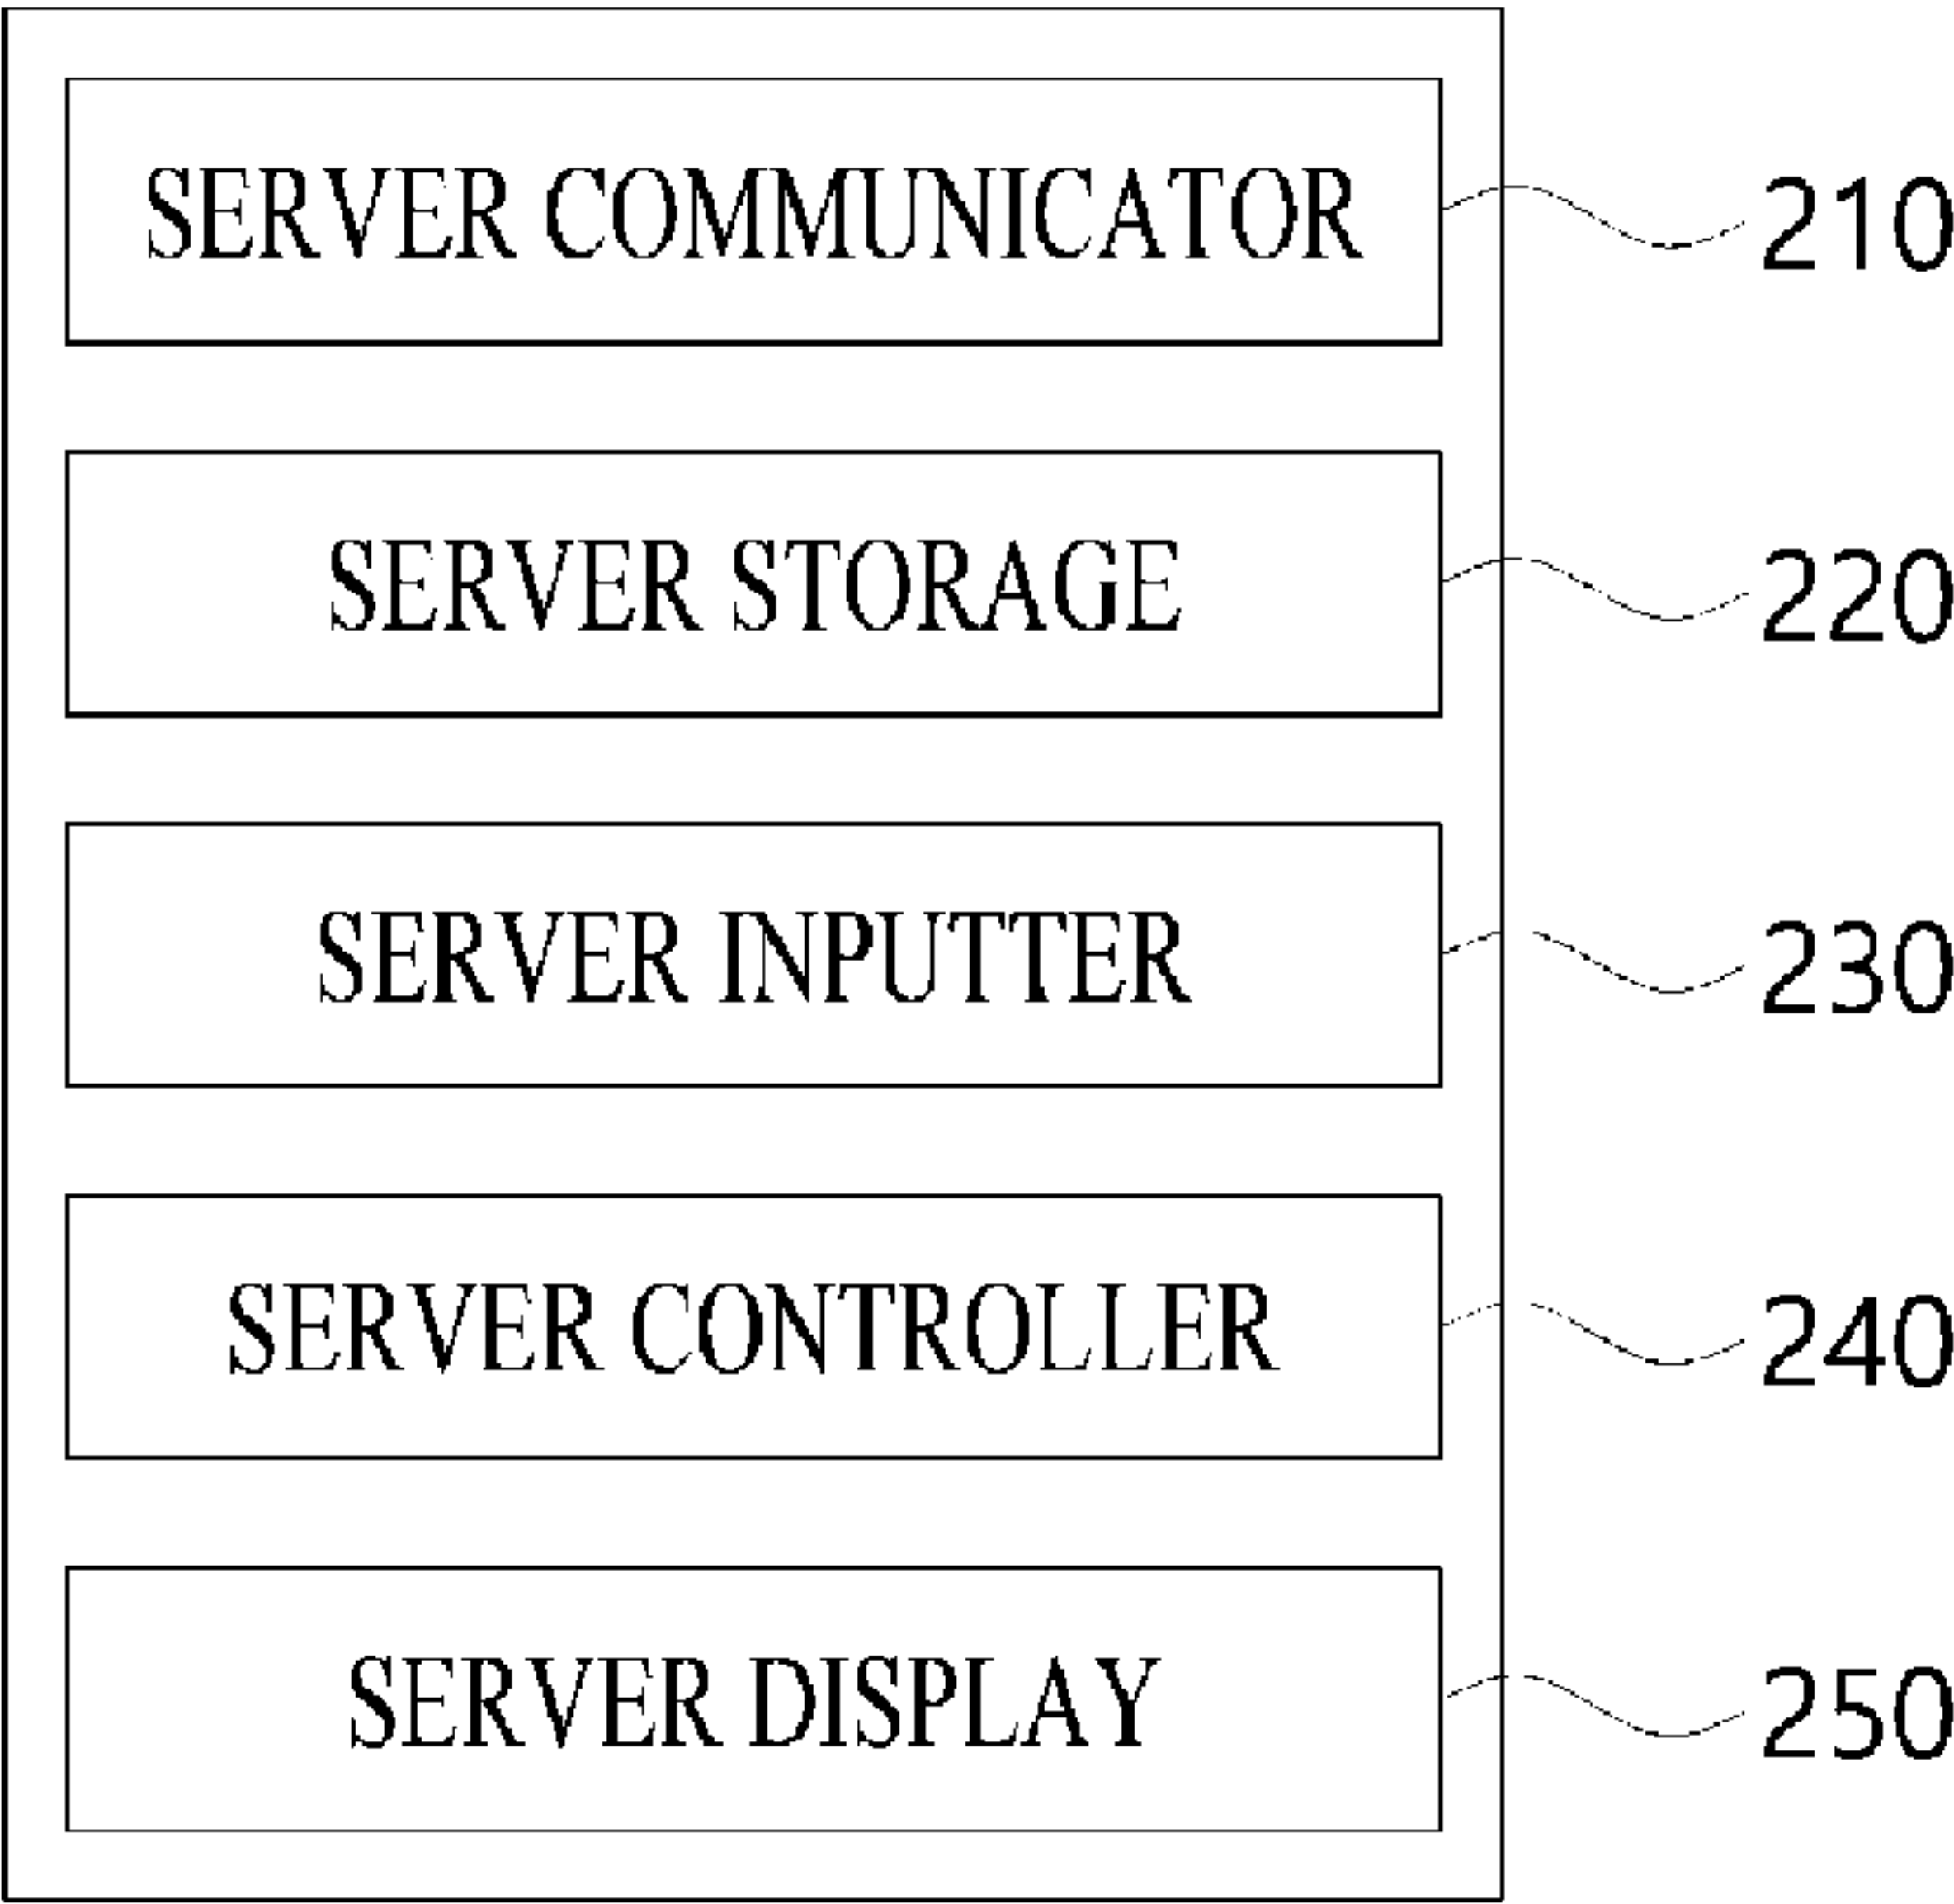 SERVER COMMUNICATOR 210
SERVER STORAGE 220
SERVER INPUTTER 230
SERVER CONTROLLER 240
SERVER DISPLAY 250